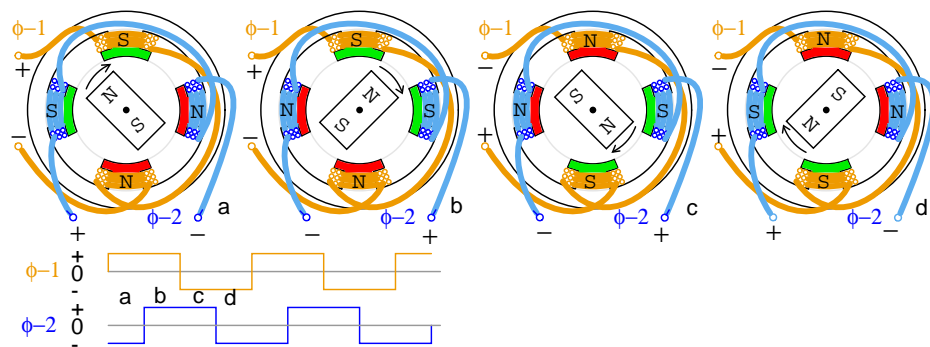 ϕ−1 ϕ−1 ϕ−1 ϕ−1
S S N N
+ + − −
N N N N
S N S N N S S S
S S N S
− − + +
N N S S
ϕ−2 a ϕ−2 b ϕ−2 c ϕ−2 d
+ − − + − + + −
ϕ−1 + 0 -
a b c d
ϕ−2 + 0 -